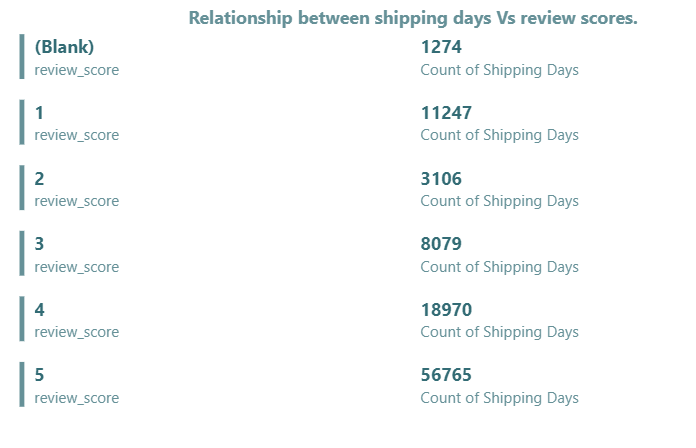 Relationship between shipping days Vs review scores.
(Blank) 1274
review_score Count of Shipping Days
1 11247
review_score Count of Shipping Days
2 3106
review_score Count of Shipping Days
3 8079
review_score Count of Shipping Days
4 18970
review_score Count of Shipping Days
5 56765
review_score Count of Shipping Days